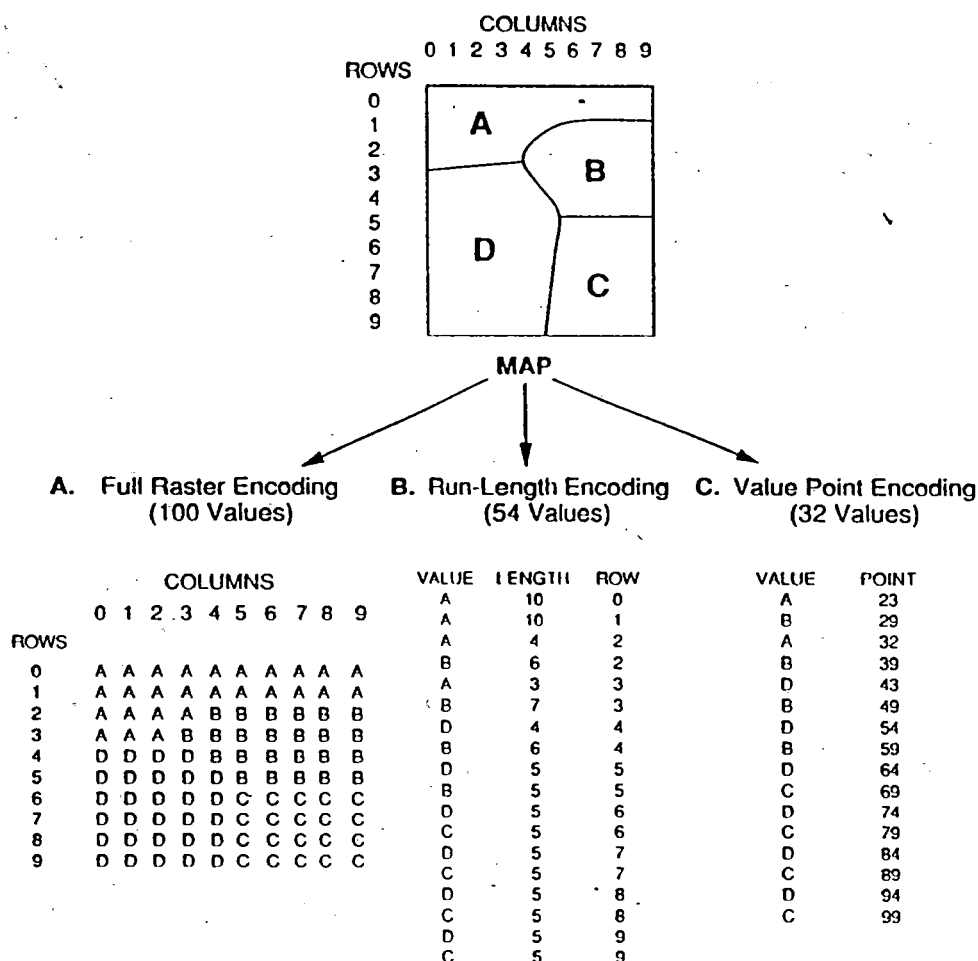 COLUMNS
0 1 2 3 4 5 6 7 8 9
ROWS
0
1
2
3
4
5
6
7
8
9
A
B
D
C
MAP
A. Full Raster Encoding
(100 Values)
COLUMNS
0 1 2 3 4 5 6 7 8 9
ROWS
0 A A A A A A A A A A
1 A A A A A A A A A A
2 A A A A B B B B B B
3 A A A B B B B B B B
4 D D D D B B B B B B
5 D D D D D B B B B B
6 D D D D D C C C C C
7 D D D D D C C C C C
8 D D D D D C C C C C
9 D D D D D C C C C C
B. Run-Length Encoding
(54 Values)
VALUE LENGTH ROW
A 10 0
A 10 1
A 4 2
B 6 2
A 3 3
B 7 3
D 4 4
B 6 4
D 5 5
B 5 5
D 5 6
C 5 6
D 5 7
C 5 7
D 5 8
C 5 8
D 5 9
C 5 9
C. Value Point Encoding
(32 Values)
VALUE POINT
A 23
B 29
A 32
B 39
D 43
B 49
D 54
B 59
D 64
C 69
D 74
C 79
D 84
C 89
D 94
C 99